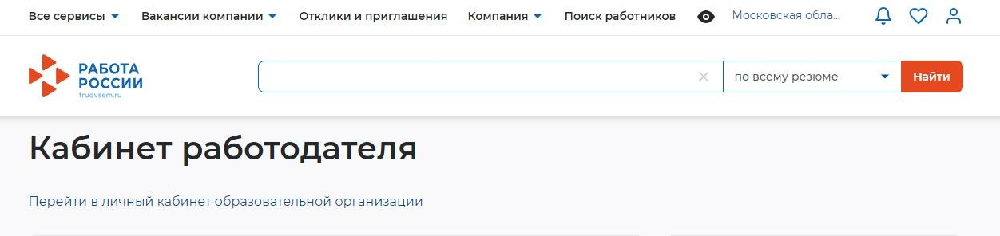 Все сервисы Вакансии компании Отклики и приглашения Компания Поиск работников Московская обла...
РАБОТА
РОССИИ
trudvsem.ru
по всему резюме Найти
Кабинет работодателя
Перейти в личный кабинет образовательной организации